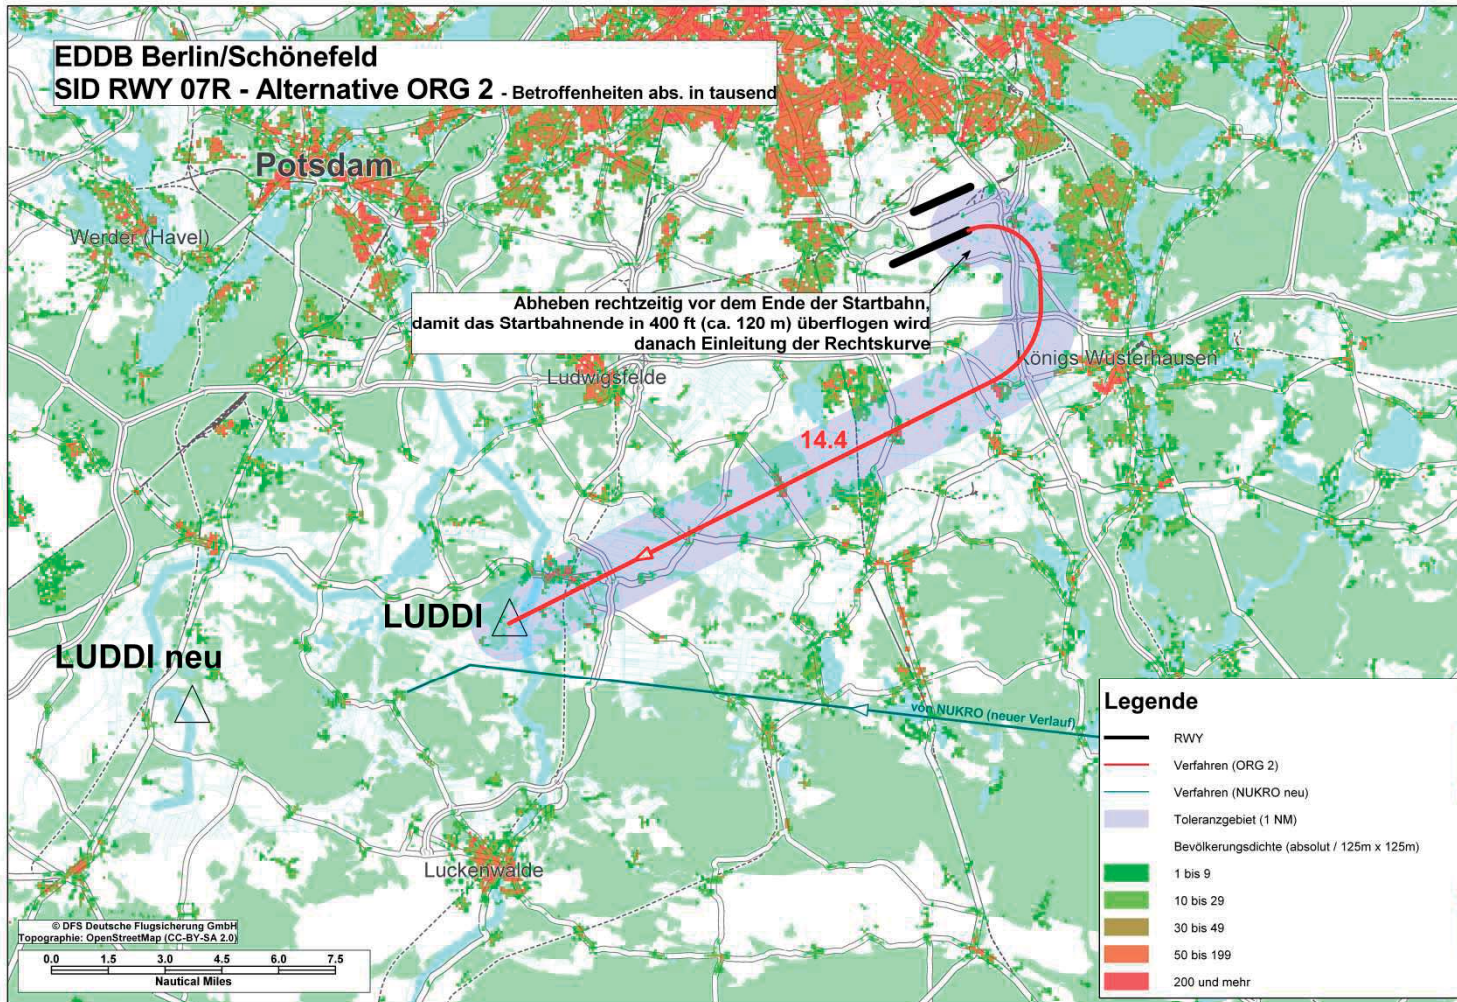 EDDB Berlin/Schönefeld
SID RWY 07R - Alternative ORG 2 - Betroffenheiten abs. in tausend
Potsdam
Werder (Havel)
Abheben rechtzeitig vor dem Ende der Startbahn,
damit das Startbahnende in 400 ft (ca. 120 m) überflogen wird
danach Einleitung der Rechtskurve
Königs Wusterhausen
Ludwigsfelde
14.4
LUDDI
LUDDI neu
von NUKRO (neuer Verlauf)
Luckenwalde
Legende
RWY
Verfahren (ORG 2)
Verfahren (NUKRO neu)
Toleranzgebiet (1 NM)
Bevölkerungsdichte (absolut / 125m x 125m)
1 bis 9
10 bis 29
30 bis 49
50 bis 199
200 und mehr
© DFS Deutsche Flugsicherung GmbH
Topographie: OpenStreetMap (CC-BY-SA 2.0)
0.0 1.5 3.0 4.5 6.0 7.5
Nautical Miles